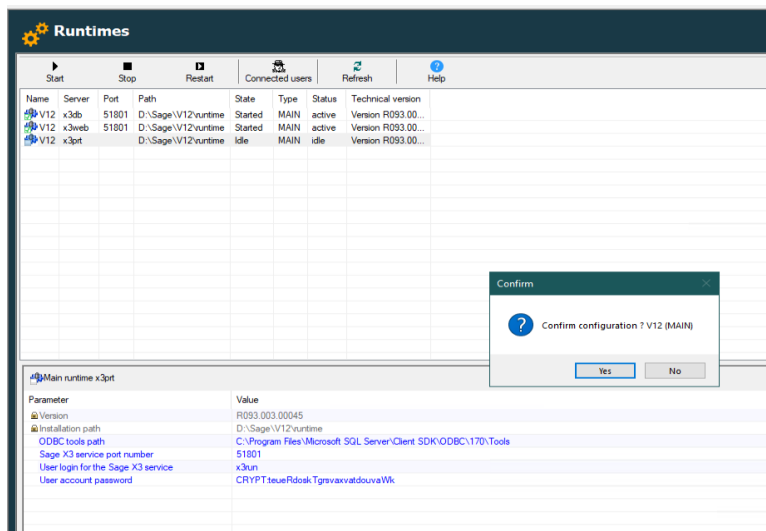 Runtimes
Start Stop Restart Connected users Refresh Help
Name Server Port Path State Type Status Technical version
V12 x3db 51801 D:\Sage\V12\runtime Started MAIN active Version R093.00...
V12 x3web 51801 D:\Sage\V12\runtime Started MAIN active Version R093.00...
V12 x3prt D:\Sage\V12\runtime Idle MAIN idle Version R093.00...
Confirm
Confirm configuration ? V12 (MAIN)
Yes No
Main runtime x3prt
Parameter Value
Version R093.003.00045
Installation path D:\Sage\V12\runtime
ODBC tools path C:\Program Files\Microsoft SQL Server\Client SDK\ODBC\170\Tools
Sage X3 service port number 51801
User login for the Sage X3 service x3run
User account password CRYPT:teueRdoskTgrsvaxvatdouvaWk